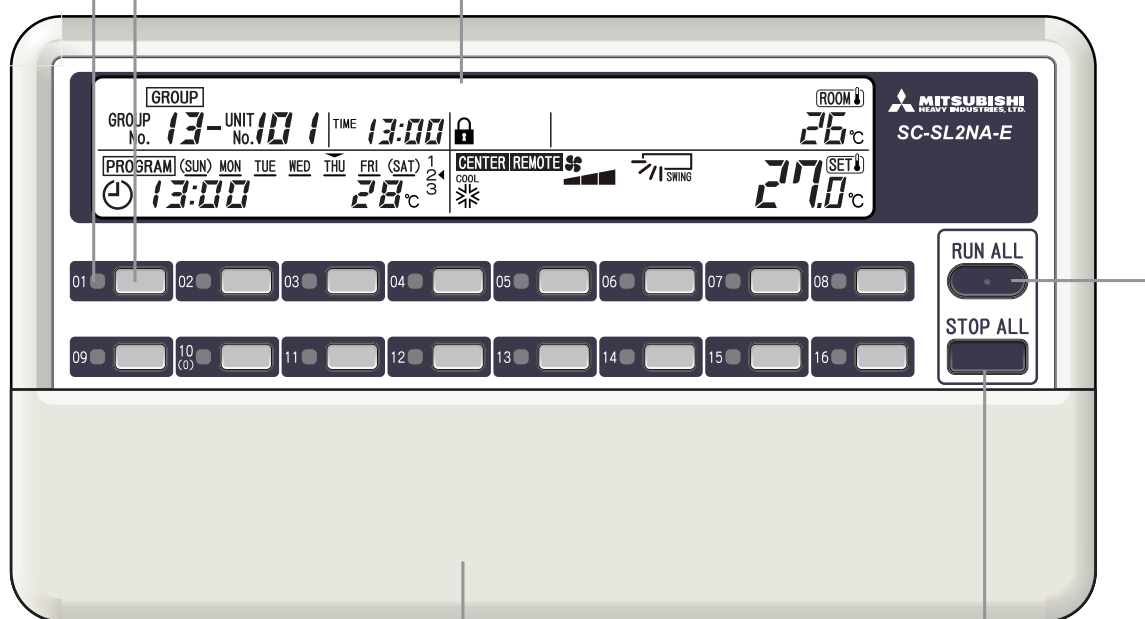 GROUP
GROUP No. 13-UNIT No. 101 TIME 13:00
ROOM
26℃
PROGRAM (SUN) MON TUE WED THU FRI (SAT) 1 2 3
13:00 28℃
CENTER REMOTE
COOL
SWING
SET
27.0℃
MITSUBISHI
HEAVY INDUSTRIES, LTD.
SC-SL2NA-E
01 02 03 04 05 06 07 08
RUN ALL
09 10 (0) 11 12 13 14 15 16
STOP ALL